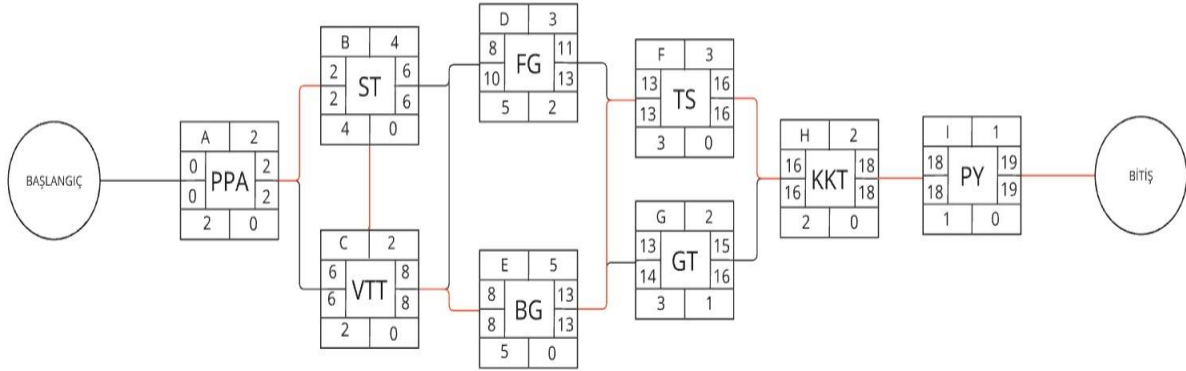 BAŞLANGIÇ
A 2
0 2
PPA
0 2
2 0
B 4
2 6
ST
2 6
4 0
C 2
6 8
VTT
6 8
2 0
D 3
8 11
FG
10 13
5 2
E 5
8 13
BG
8 13
5 0
F 3
13 16
TS
13 16
3 0
G 2
13 15
GT
14 16
3 1
H 2
16 18
KKT
16 18
2 0
I 1
18 19
PY
18 19
1 0
BİTİŞ